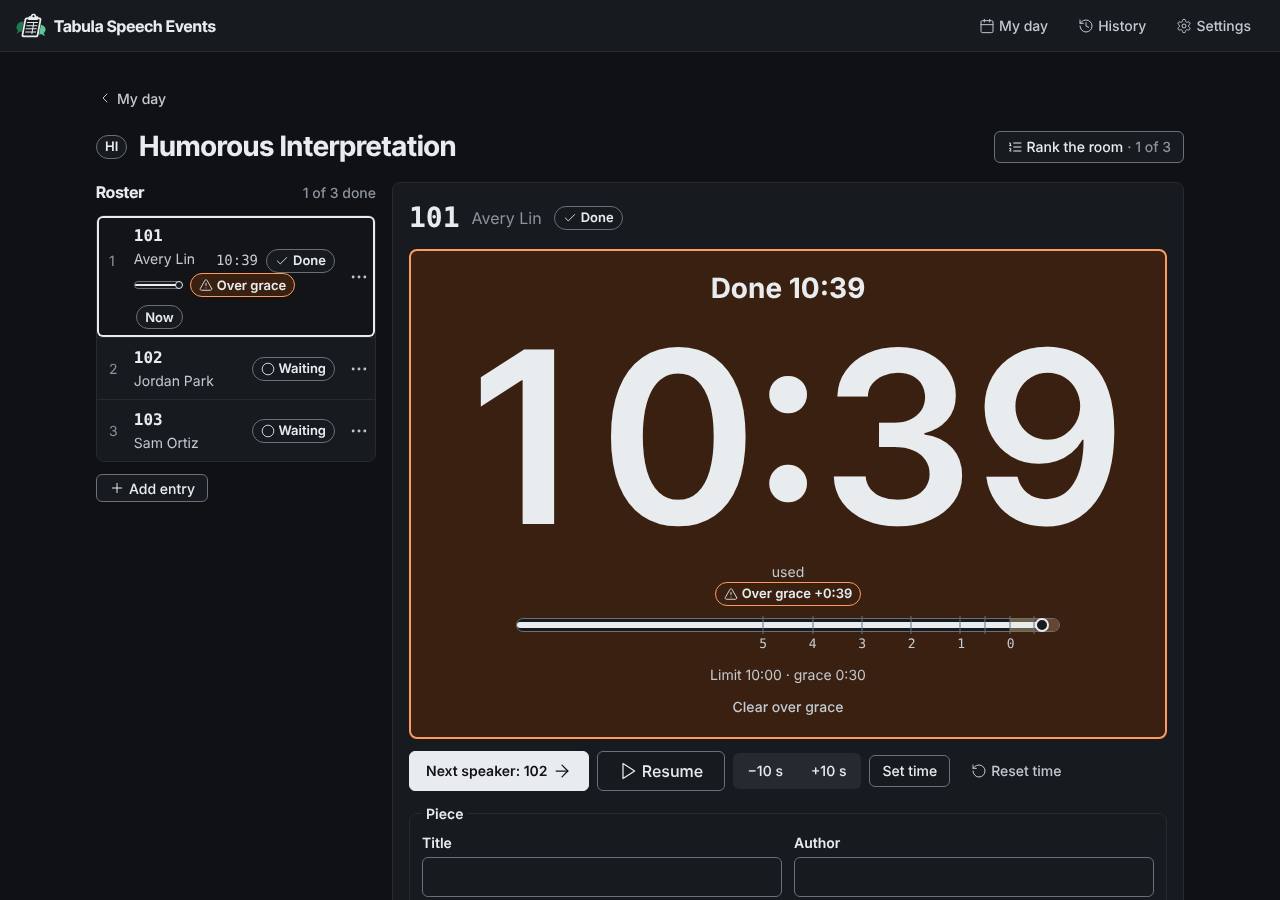 Tabula Speech Events
My day
History
Settings
My day
HI
Humorous Interpretation
Rank the room · 1 of 3
Roster
1 of 3 done
1
101
Avery Lin
10:39
Done
Over grace
Now
2
102
Jordan Park
Waiting
3
103
Sam Ortiz
Waiting
Add entry
101 Avery Lin Done
Done 10:39
10:39
used
Over grace +0:39
5 4 3 2 1 0
Limit 10:00 · grace 0:30
Clear over grace
Next speaker: 102
Resume
−10 s
+10 s
Set time
Reset time
Piece
Title
Author